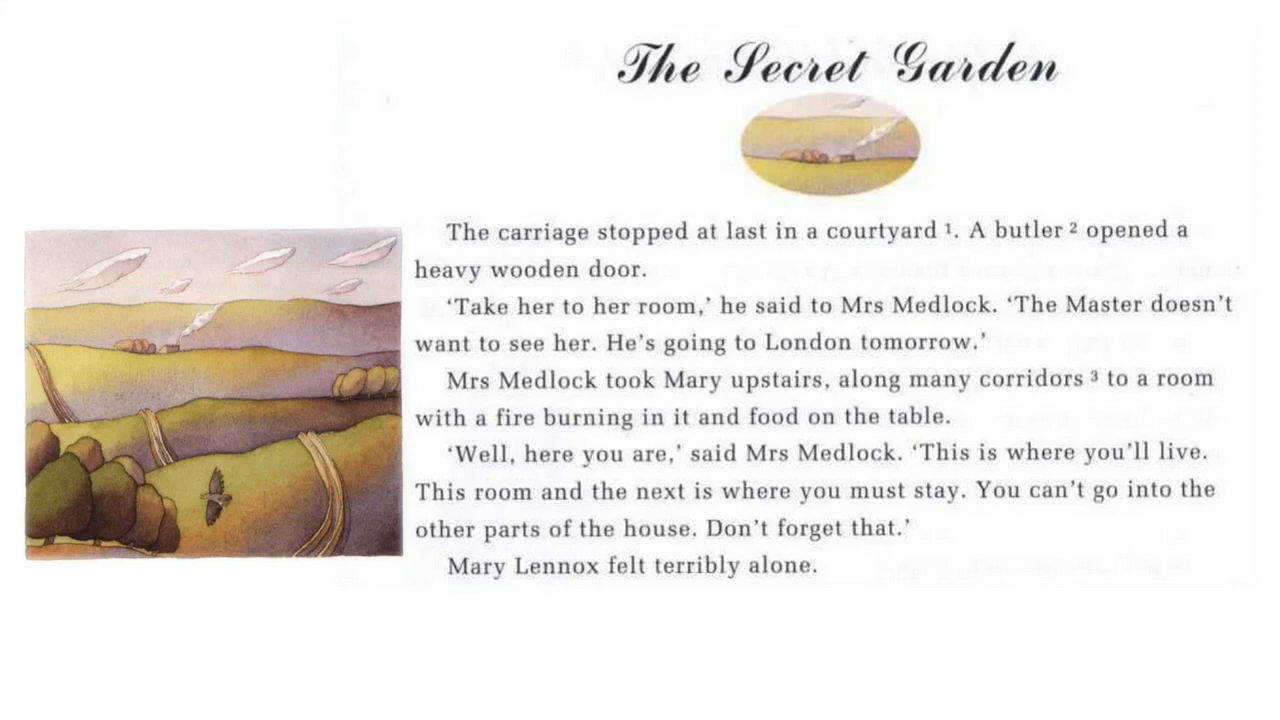 The Secret Garden
The carriage stopped at last in a courtyard ¹. A butler ² opened a
heavy wooden door.
‘Take her to her room,’ he said to Mrs Medlock. ‘The Master doesn’t
want to see her. He’s going to London tomorrow.’
Mrs Medlock took Mary upstairs, along many corridors ³ to a room
with a fire burning in it and food on the table.
‘Well, here you are,’ said Mrs Medlock. ‘This is where you’ll live.
This room and the next is where you must stay. You can’t go into the
other parts of the house. Don’t forget that.’
Mary Lennox felt terribly alone.